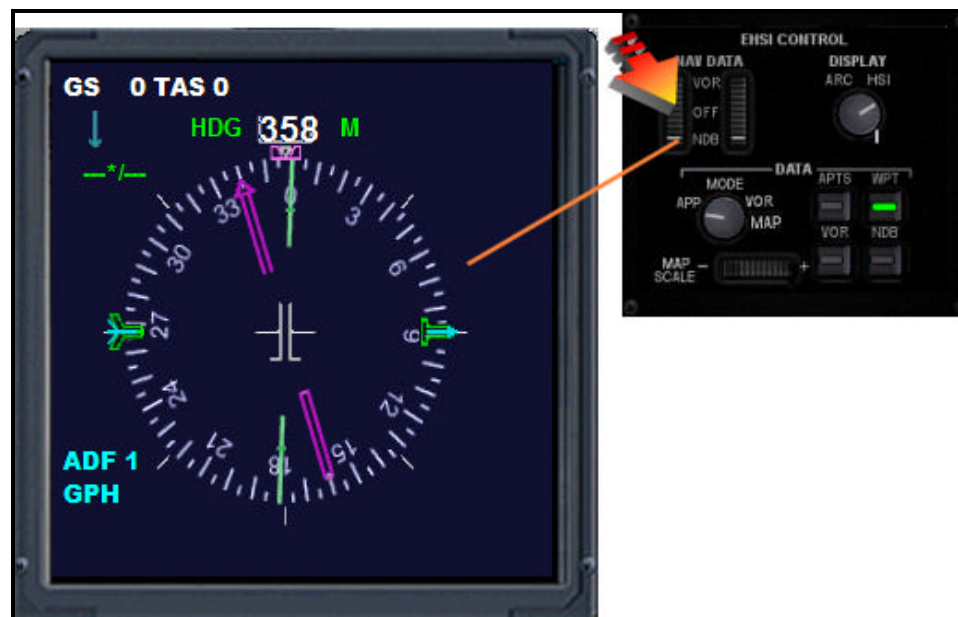 GS 0 TAS 0
HDG 358 M
---*/---
0
3
6
9
12
15
18
21
24
27
30
33
ADF 1
GPH
EHSI CONTROL
NAV DATA
DISPLAY
VOR
OFF
NDB
ARC HSI
DATA
MODE
APP
VOR
MAP
APTS
WPT
VOR
NDB
MAP
SCALE
- +